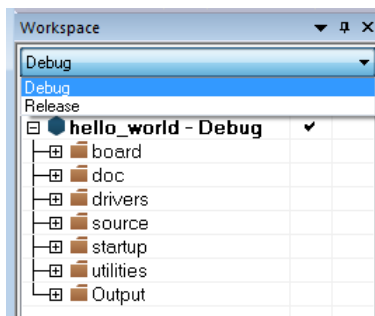 Workspace
Debug
Debug
Release
hello_world - Debug
board
doc
drivers
source
startup
utilities
Output